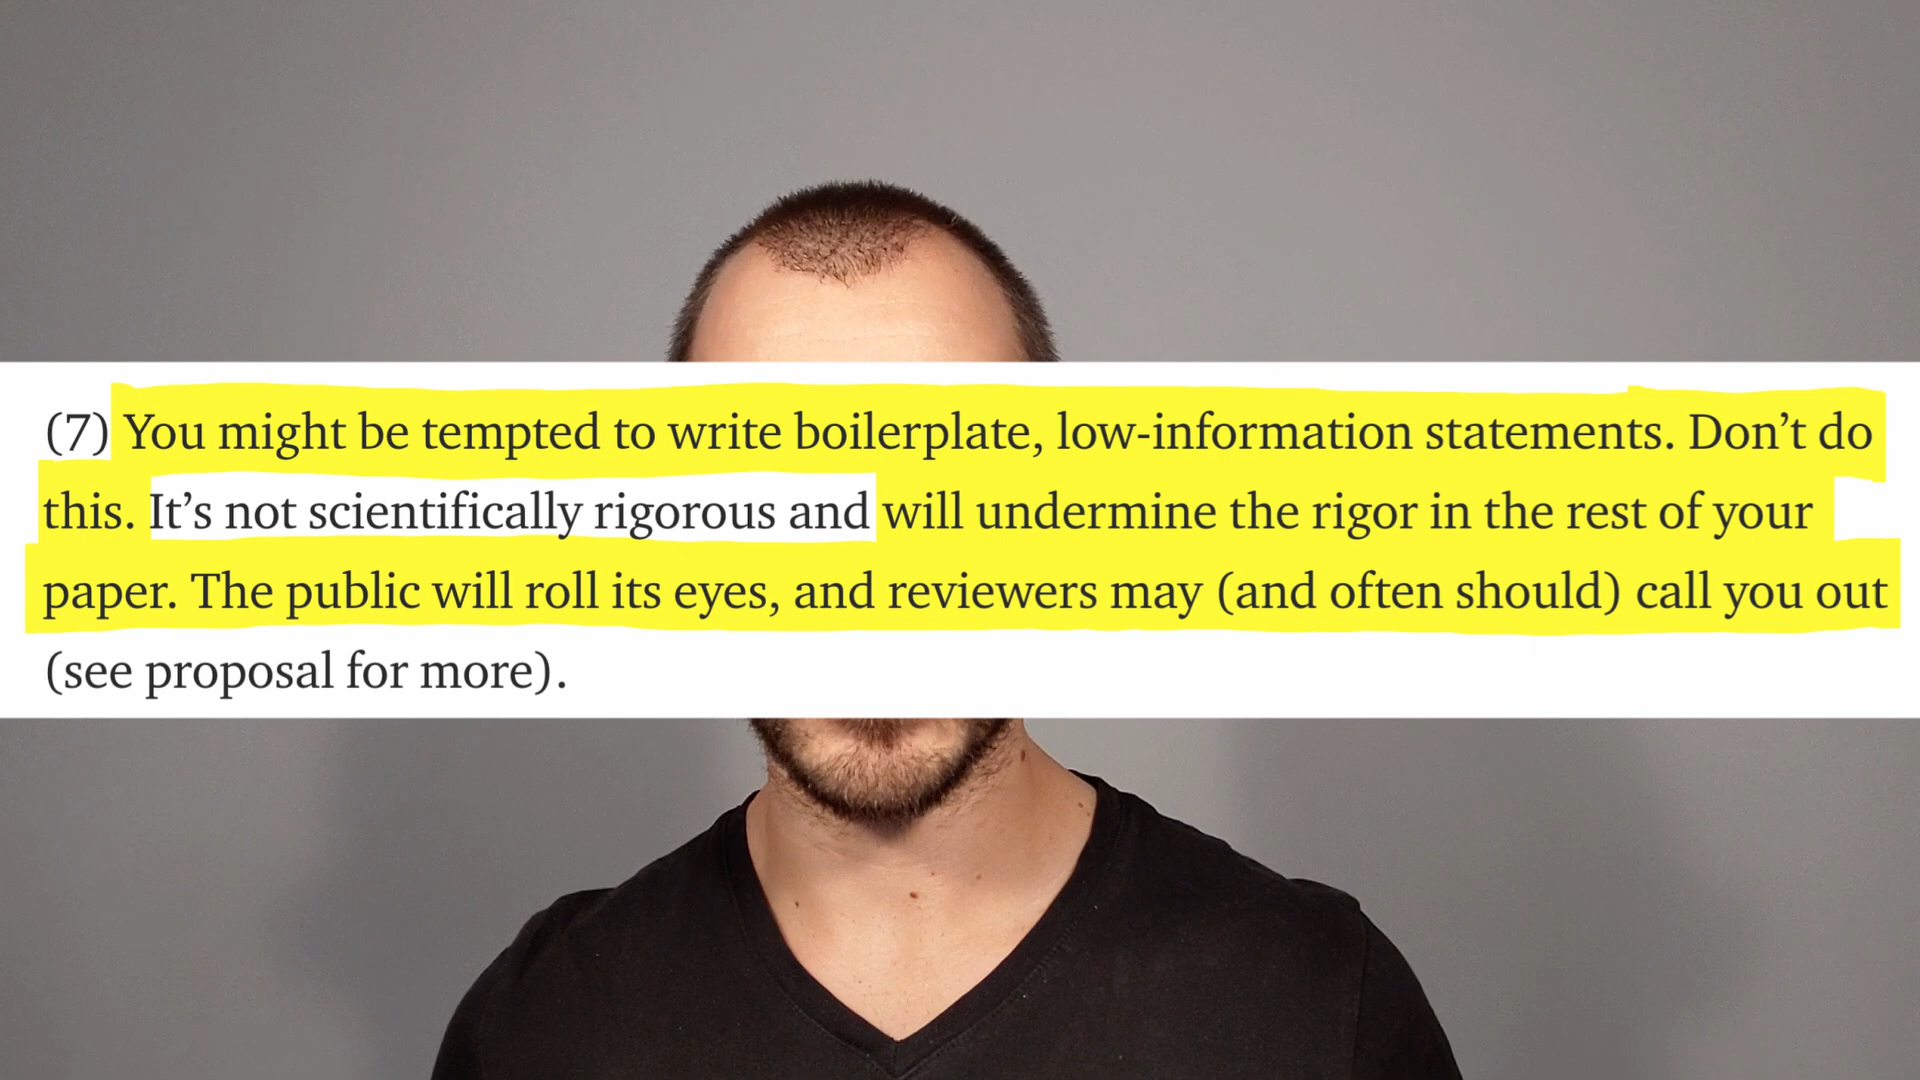 (7) You might be tempted to write boilerplate, low-information statements. Don’t do
this. It’s not scientifically rigorous and will undermine the rigor in the rest of your
paper. The public will roll its eyes, and reviewers may (and often should) call you out
(see proposal for more).